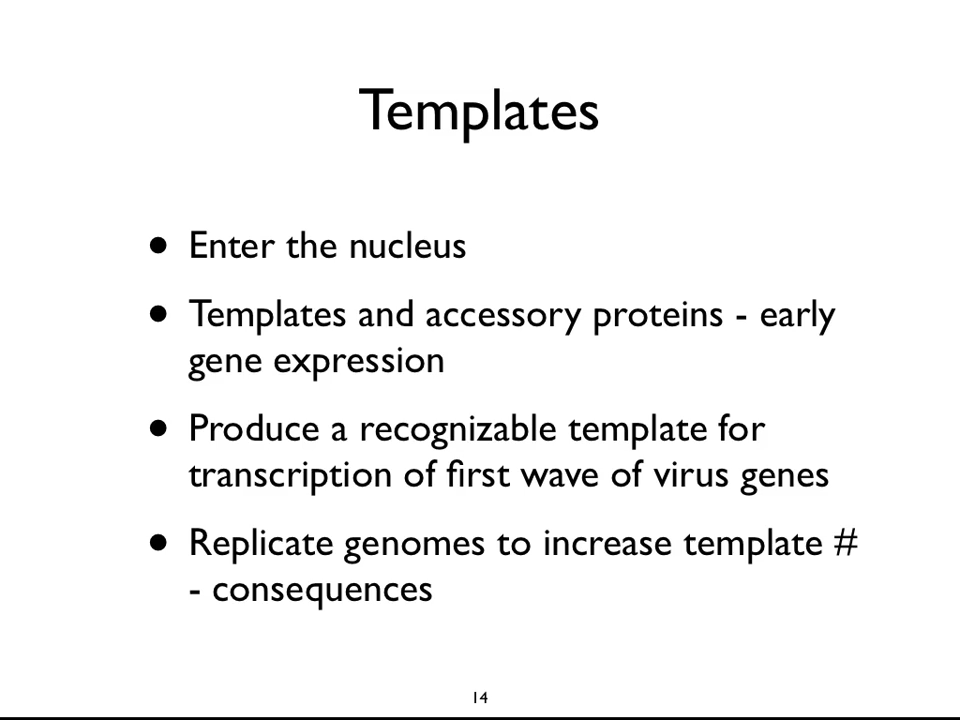 Templates
• Enter the nucleus
• Templates and accessory proteins - early
gene expression
• Produce a recognizable template for
transcription of first wave of virus genes
• Replicate genomes to increase template #
- consequences
14